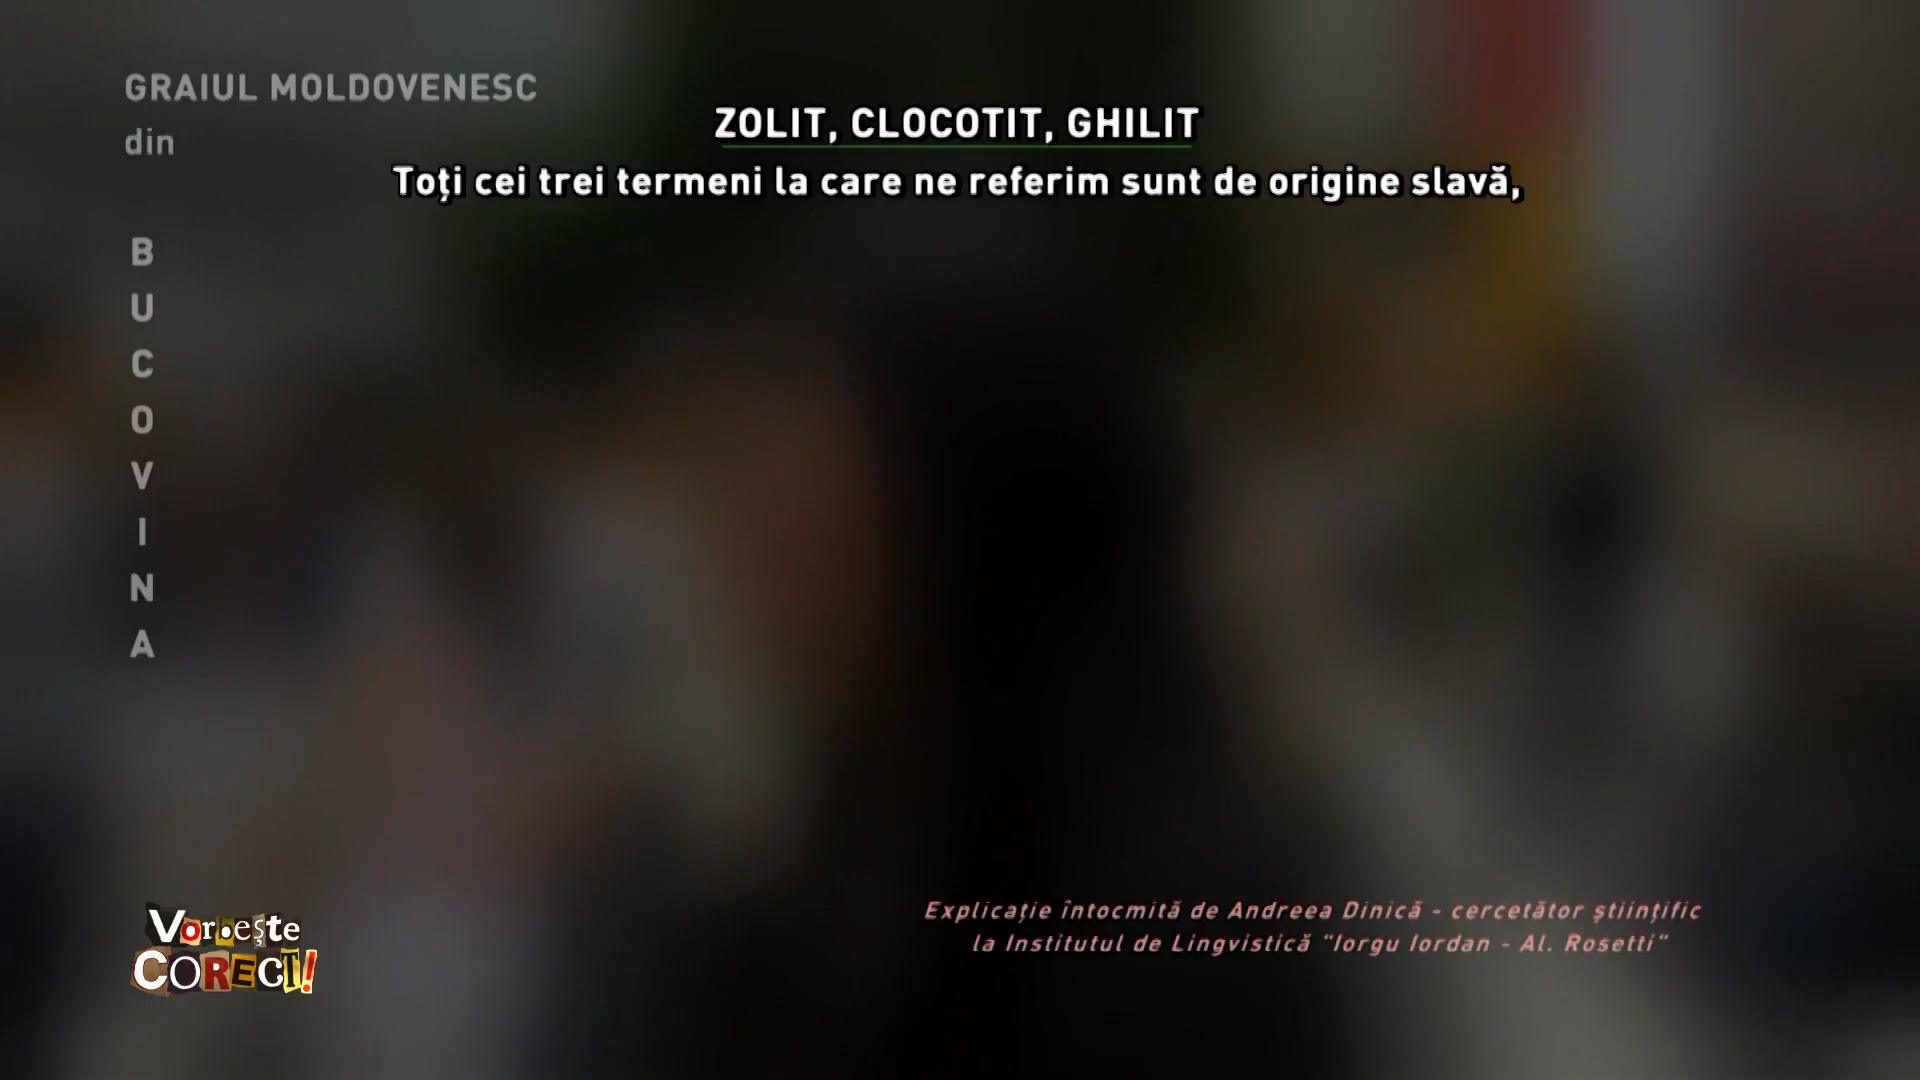 GRAIUL MOLDOVENESC
din
B
U
C
O
V
I
N
A
ZOLIT, CLOCOTIT, GHILIT
Toți cei trei termeni la care ne referim sunt de origine slavă,
Vorbește
CORECT!
Explicație întocmită de Andreea Dinică - cercetător științific
la Institutul de Lingvistică "Iorgu Iordan - Al. Rosetti"